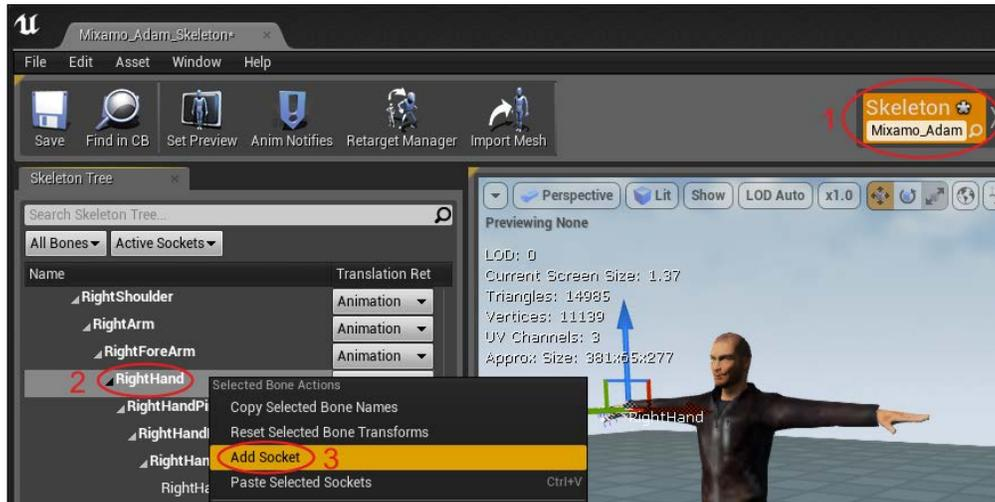 Mixamo_Adam_Skeleton*
File Edit Asset Window Help
Save Find in CB Set Preview Anim Notifies Retarget Manager Import Mesh
1 Skeleton
Mixamo_Adam
Skeleton Tree
Search Skeleton Tree...
All Bones Active Sockets
Name Translation Ret
RightShoulder Animation
RightArm Animation
RightForeArm Animation
2 RightHand
Selected Bone Actions
RightHandPi
Copy Selected Bone Names
RightHand
Reset Selected Bone Transforms
RightHan
Add Socket 3
RightHa
Paste Selected Sockets Ctrl+V
Perspective Lit Show LOD Auto x1.0
Previewing None
LOD: 0
Current Screen Size: 1.37
Triangles: 14985
Vertices: 11139
UV Channels: 3
Approx Size: 381x65x277
RightHand